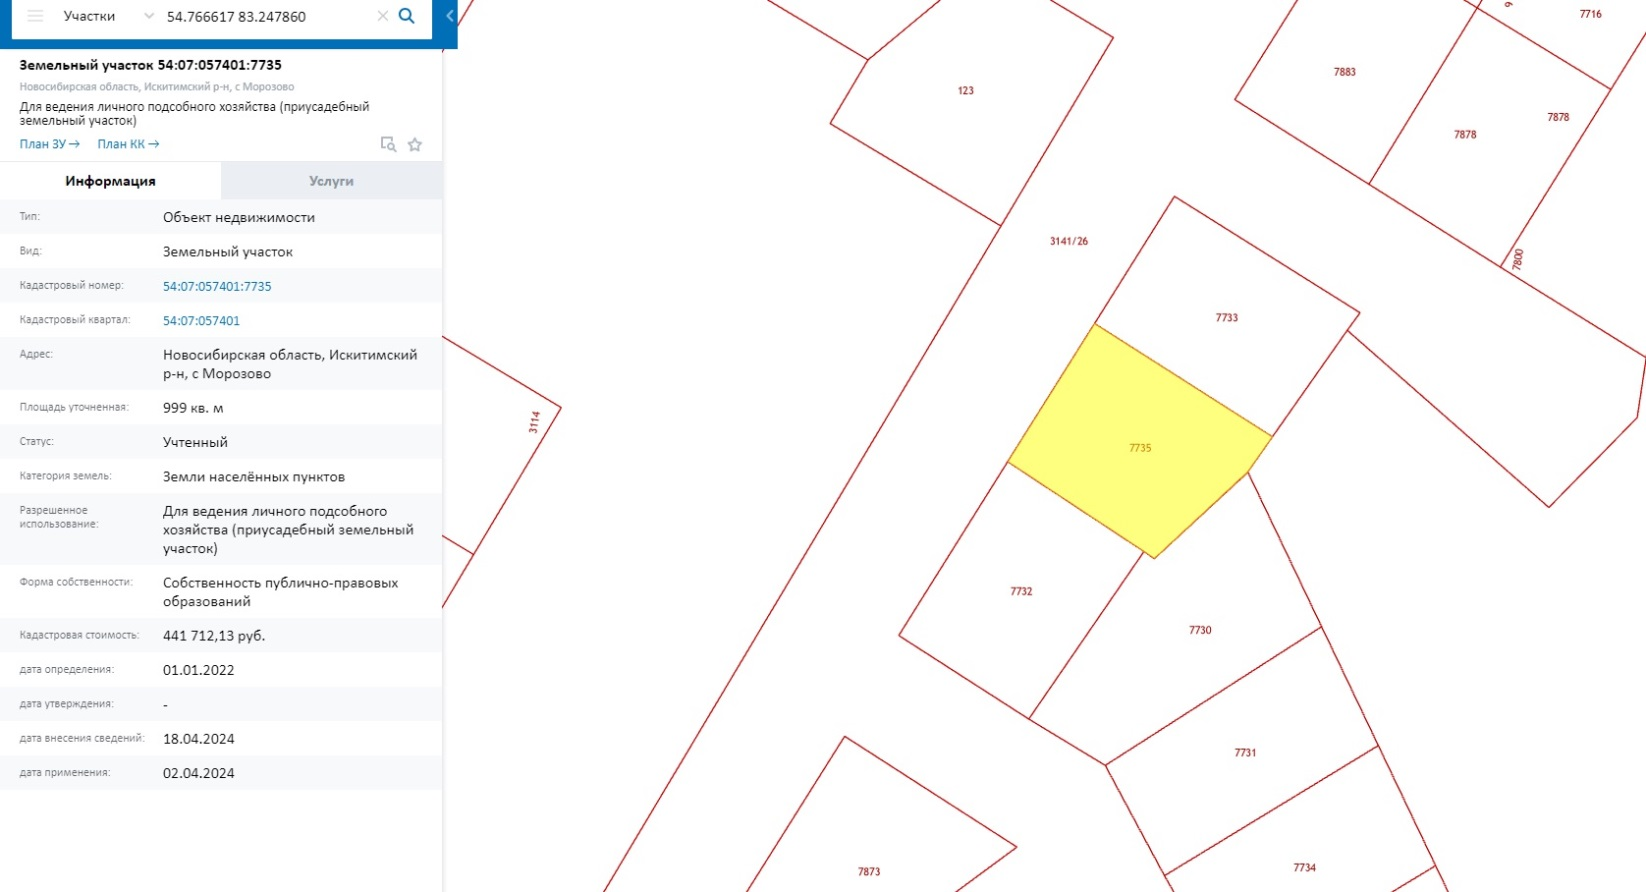 Участки 54.766617 83.247860
Земельный участок 54:07:057401:7735
Новосибирская область, Искитимский р-н, с Морозово
Для ведения личного подсобного хозяйства (приусадебный
земельный участок)
План ЗУ→ План КК→
Информация Услуги
Тип: Объект недвижимости
Вид: Земельный участок
Кадастровый номер: 54:07:057401:7735
Кадастровый квартал: 54:07:057401
Адрес: Новосибирская область, Искитимский
р-н, с Морозово
Площадь уточненная: 999 кв. м
Статус: Учтенный
Категория земель: Земли населённых пунктов
Разрешенное
использование:
Для ведения личного подсобного
хозяйства (приусадебный земельный
участок)
Форма собственности: Собственность публично-правовых
образований
Кадастровая стоимость: 441 712,13 руб.
дата определения: 01.01.2022
дата утверждения: -
дата внесения сведений: 18.04.2024
дата применения: 02.04.2024
7716
7883
123
7878
7878
3141/26
7800
7733
3114
7735
7732
7730
7731
7873
7734